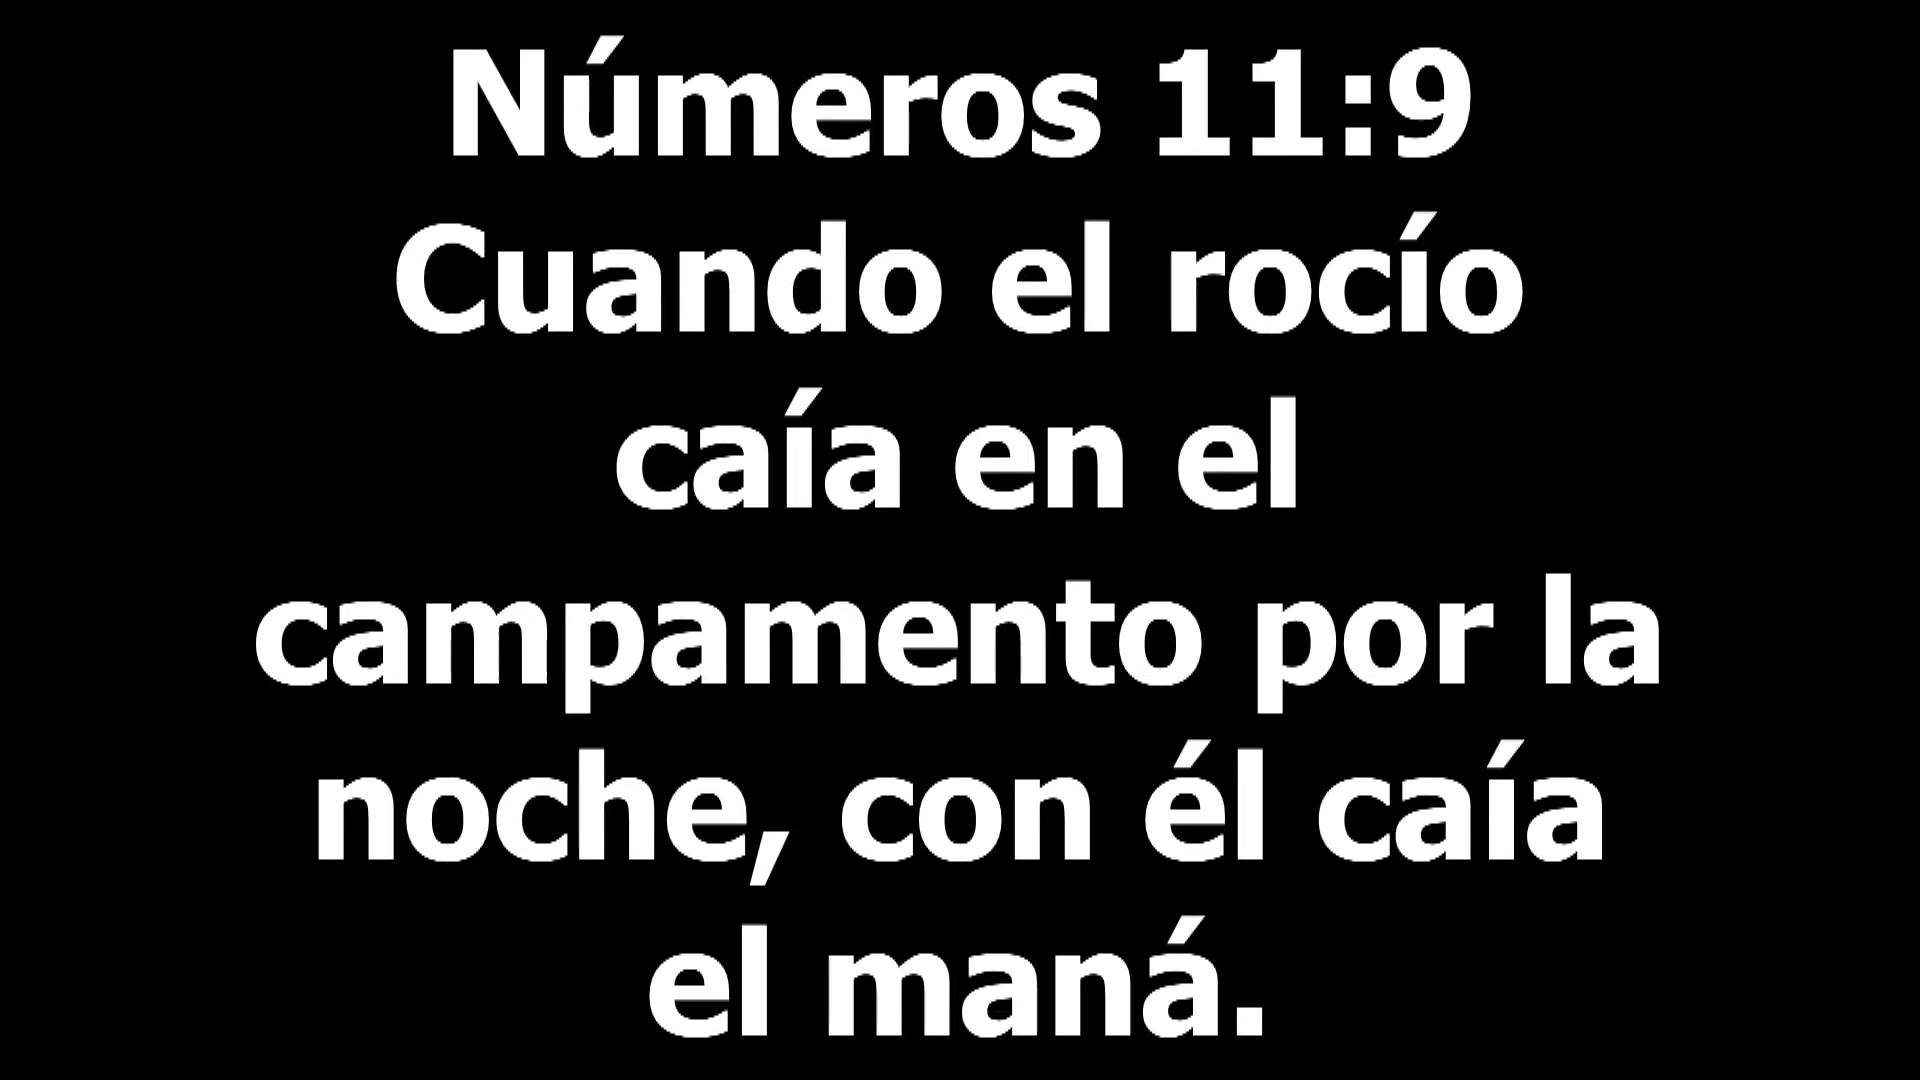 Números 11:9
Cuando el rocío
caía en el
campamento por la
noche, con él caía
el maná.